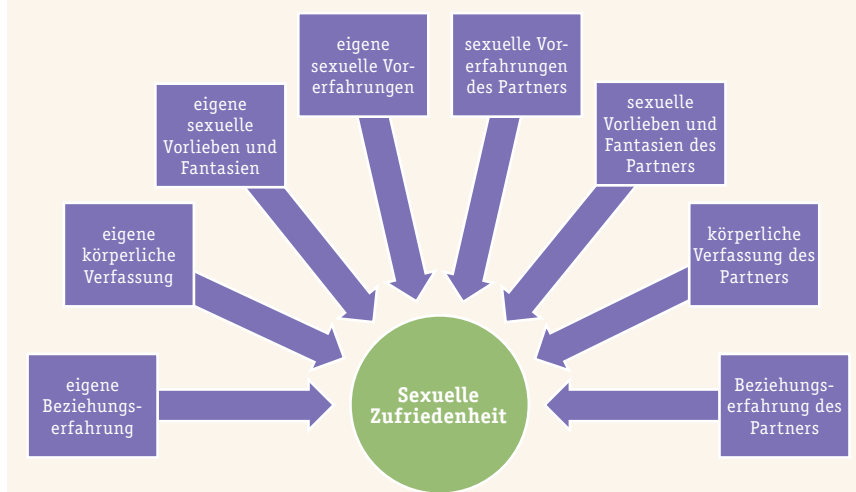 eigene
sexuelle Vor-
erfahrungen
sexuelle Vor-
erfahrungen
des Partners
eigene
sexuelle
Vorlieben und
Fantasien
sexuelle
Vorlieben und
Fantasien des
Partners
eigene
körperliche
Verfassung
körperliche
Verfassung des
Partners
eigene
Beziehungs-
erfahrung
Sexuelle
Zufriedenheit
Beziehungs-
erfahrung des
Partners